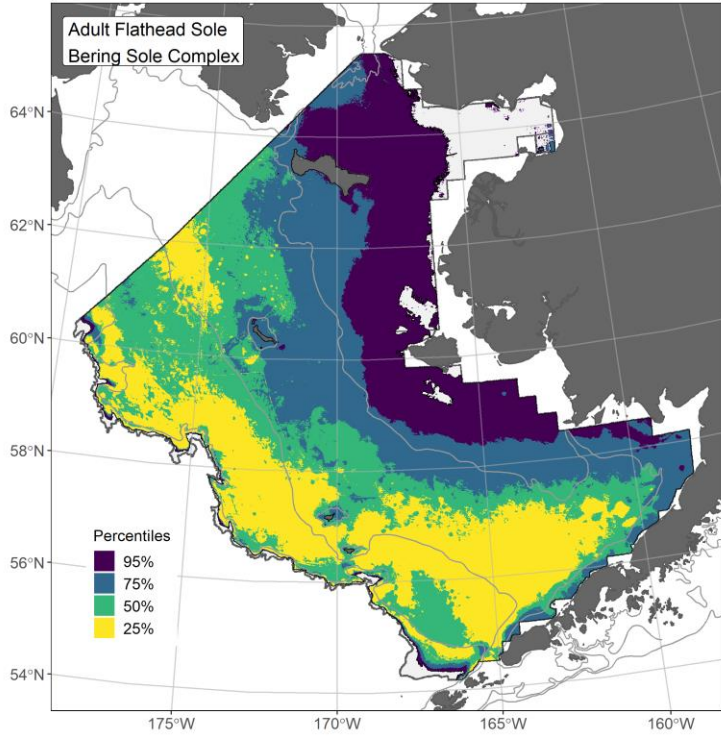 Adult Flathead Sole
Bering Sole Complex
64°N
62°N
60°N
58°N
56°N
54°N
Percentiles
95%
75%
50%
25%
175°W
170°W
165°W
160°W